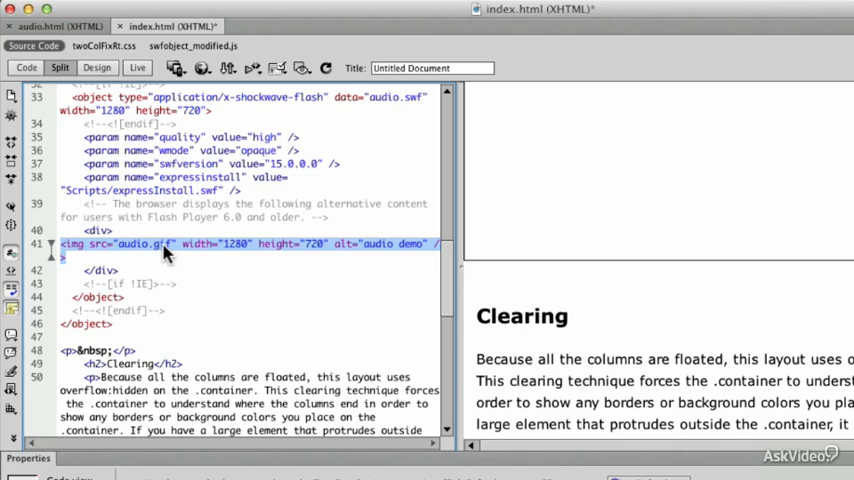 index.html (XHTML)*
audio.html (XHTML)
index.html (XHTML)*
Source Code
twoColFixRt.css
swfobject_modified.js
Code
Split
Design
Live
Title:
Untitled Document
33
<object type="application/x-shockwave-flash" data="audio.swf"
width="1280" height="720">
34
<!--<![endif]-->
35
<param name="quality" value="high" />
36
<param name="wmode" value="opaque" />
37
<param name="swfversion" value="15.0.0.0" />
38
<param name="expressinstall" value=
"Scripts/expressInstall.swf" />
39
<!-- The browser displays the following alternative content
for users with Flash Player 6.0 and older. -->
40
<div>
41
<img src="audio.gif" width="1280" height="720" alt="audio demo" /
>
42
</div>
43
<!--[if !IE]>-->
44
</object>
45
<!--<![endif]-->
46
</object>
47
48
<p>&nbsp;</p>
49
<h2>Clearing</h2>
50
<p>Because all the columns are floated, this layout uses
overflow:hidden on the .container. This clearing technique forces
the .container to understand where the columns end in order to
show any borders or background colors you place on the
.container. If you have a large element that protrudes outside
Clearing
Because all the columns are floated, this layout uses o
This clearing technique forces the .container to underst
order to show any borders or background colors you pla
large element that protrudes outside the .container, it
AskVideo
Properties